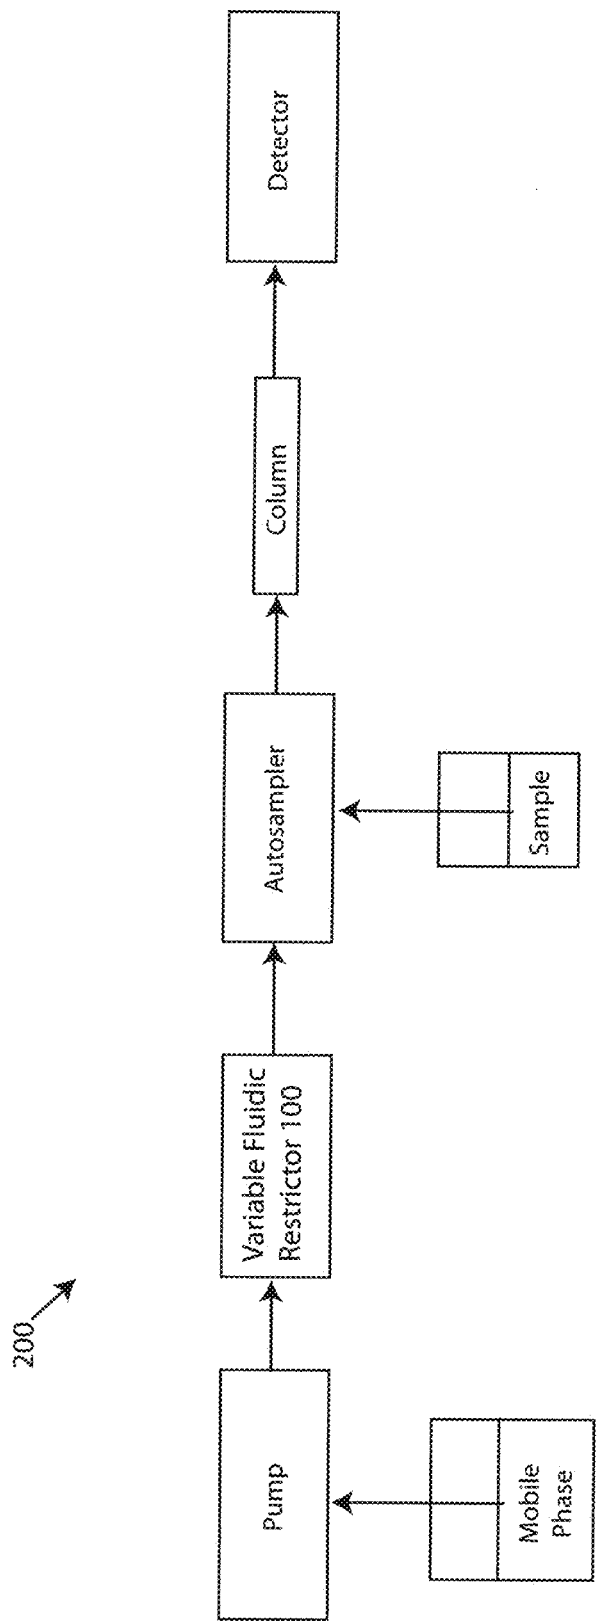 200
Pump
Variable Fluidic
Restrictor 100
Autosampler
Column
Detector
Mobile
Phase
Sample